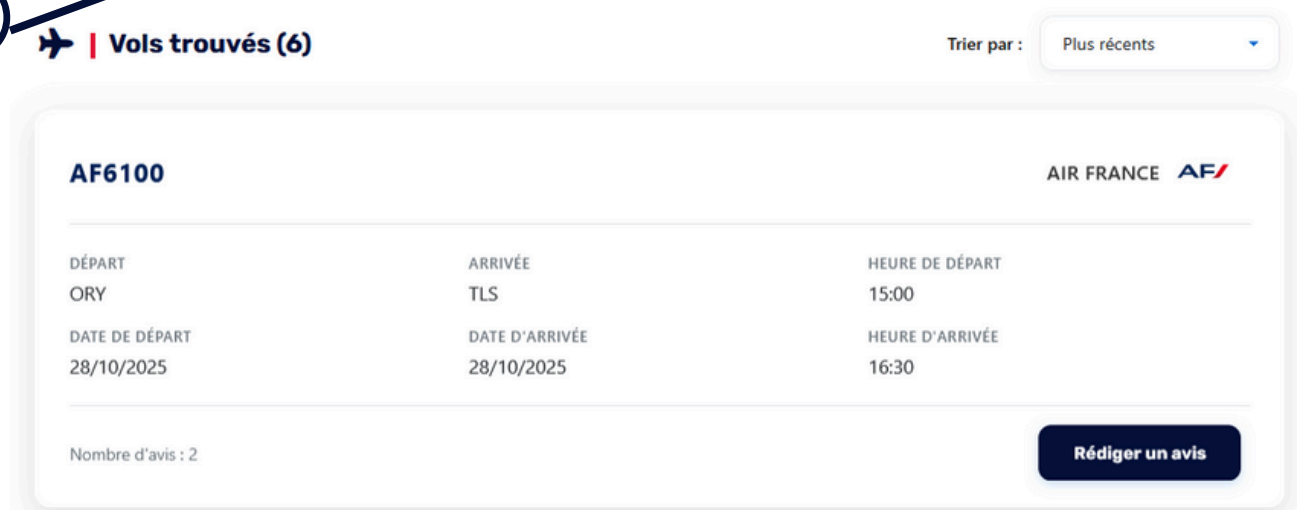 Vols trouvés (6)
Trier par : Plus récents
AF6100
AIR FRANCE AF
DÉPART ARRIVÉE HEURE DE DÉPART
ORY TLS 15:00
DATE DE DÉPART DATE D'ARRIVÉE HEURE D'ARRIVÉE
28/10/2025 28/10/2025 16:30
Nombre d'avis : 2
Rédiger un avis